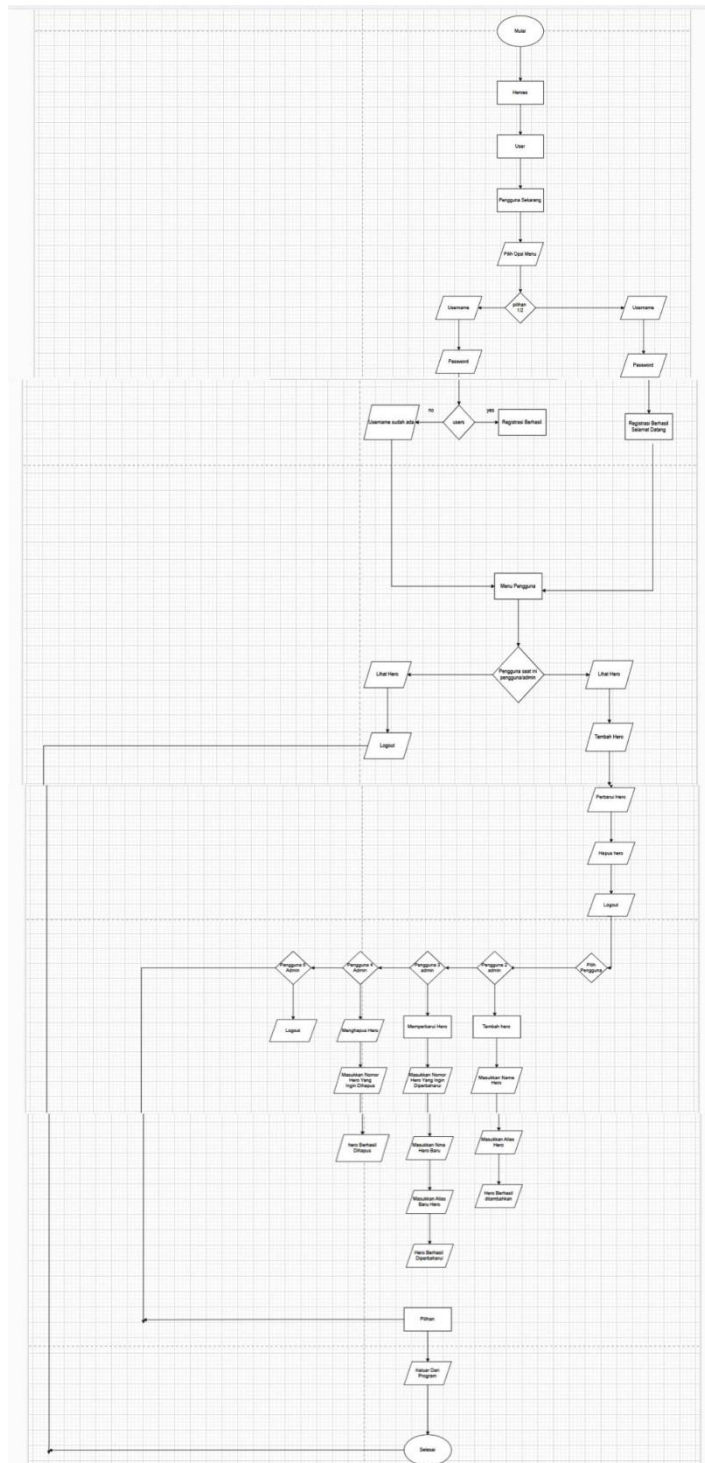 Mulai
Heroes
User
Pengguna Sekarang
Pilih Opsi Menu
pilihan
1/2
Username
Username
Password
Password
Username sudah ada
no
users
yes
Registrasi Berhasil
Registrasi Berhasil
Selamat Datang
Menu Pangguna
Pengguna saat ini
pengguna/admin
Lihat Hero
Lihat Hero
Logout
Tambah Hero
Perbarui Hero
Hapus hero
Logout
Pengguna 5
Admin
Pengguna 4
Admin
Pengguna 3
admin
Pengguna 2
admin
Pilih
Pengguna
Logout
Menghapus Hero
Memperbarui Hero
Tambah hero
Masukkan Nomor
Hero Yang
Ingin Dihapus
Masukkan Nomor
Hero Yang Ingin
Diperbaharui
Masukkan Nama
Hero
hero Berhasil
Dihapus
Masukkan Nma
Hero Baru
Masukkan Alias
Hero
Masukkan Alias
Baru Hero
Hero Berhasil
ditambahkan
Hero Berhasil
Diperbaharui
Pilihan
Keluar Dari
Program
Selesai